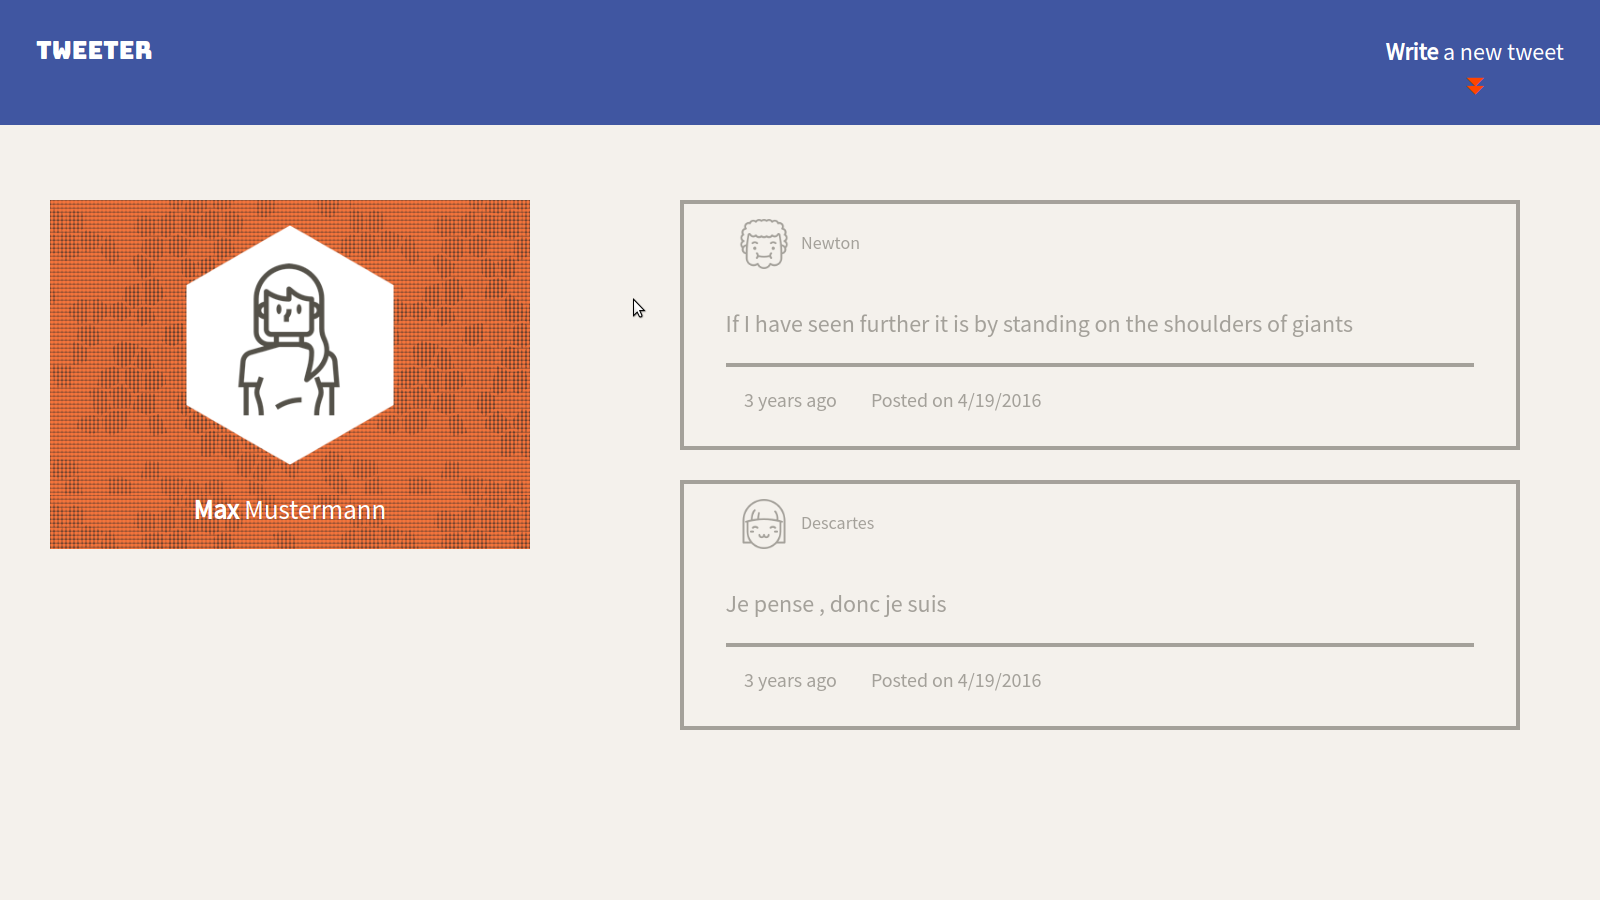 TWEETER
Write a new tweet
Max Mustermann
Newton
If I have seen further it is by standing on the shoulders of giants
3 years ago Posted on 4/19/2016
Descartes
Je pense , donc je suis
3 years ago Posted on 4/19/2016